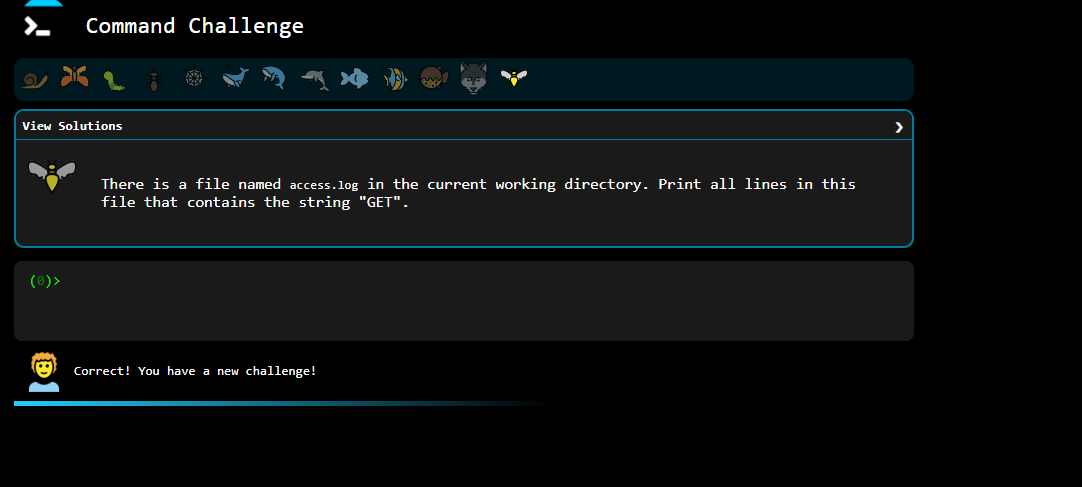 Command Challenge
View Solutions
There is a file named access.log in the current working directory. Print all lines in this
file that contains the string "GET".
(0)>
Correct! You have a new challenge!